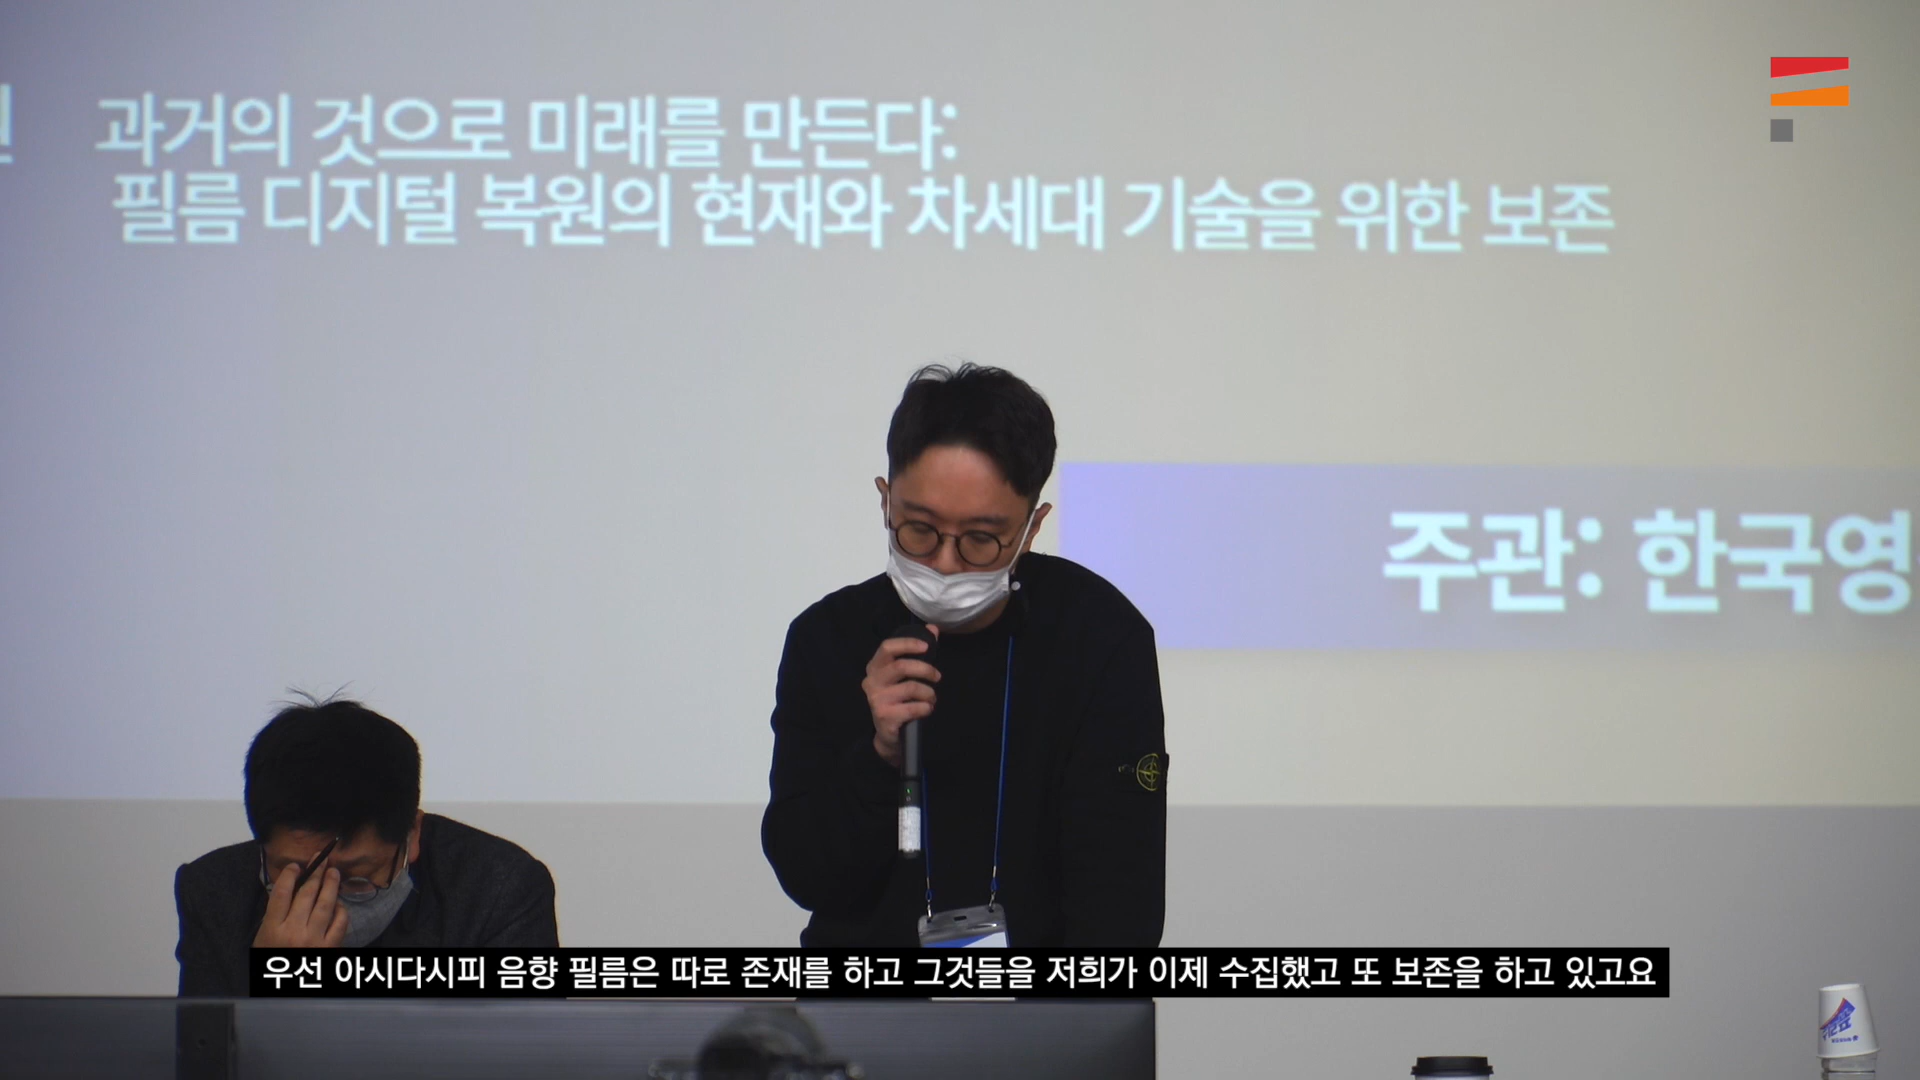 과거의 것으로 미래를 만든다:
필름 디지털 복원의 현재와 차세대 기술을 위한 보존
주관: 한국영
우선 아시다시피 음향 필름은 따로 존재를 하고 그것들을 저희가 이제 수집했고 또 보존을 하고 있고요